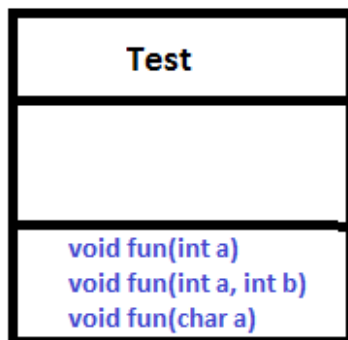 Test
void fun(int a)
void fun(int a, int b)
void fun(char a)